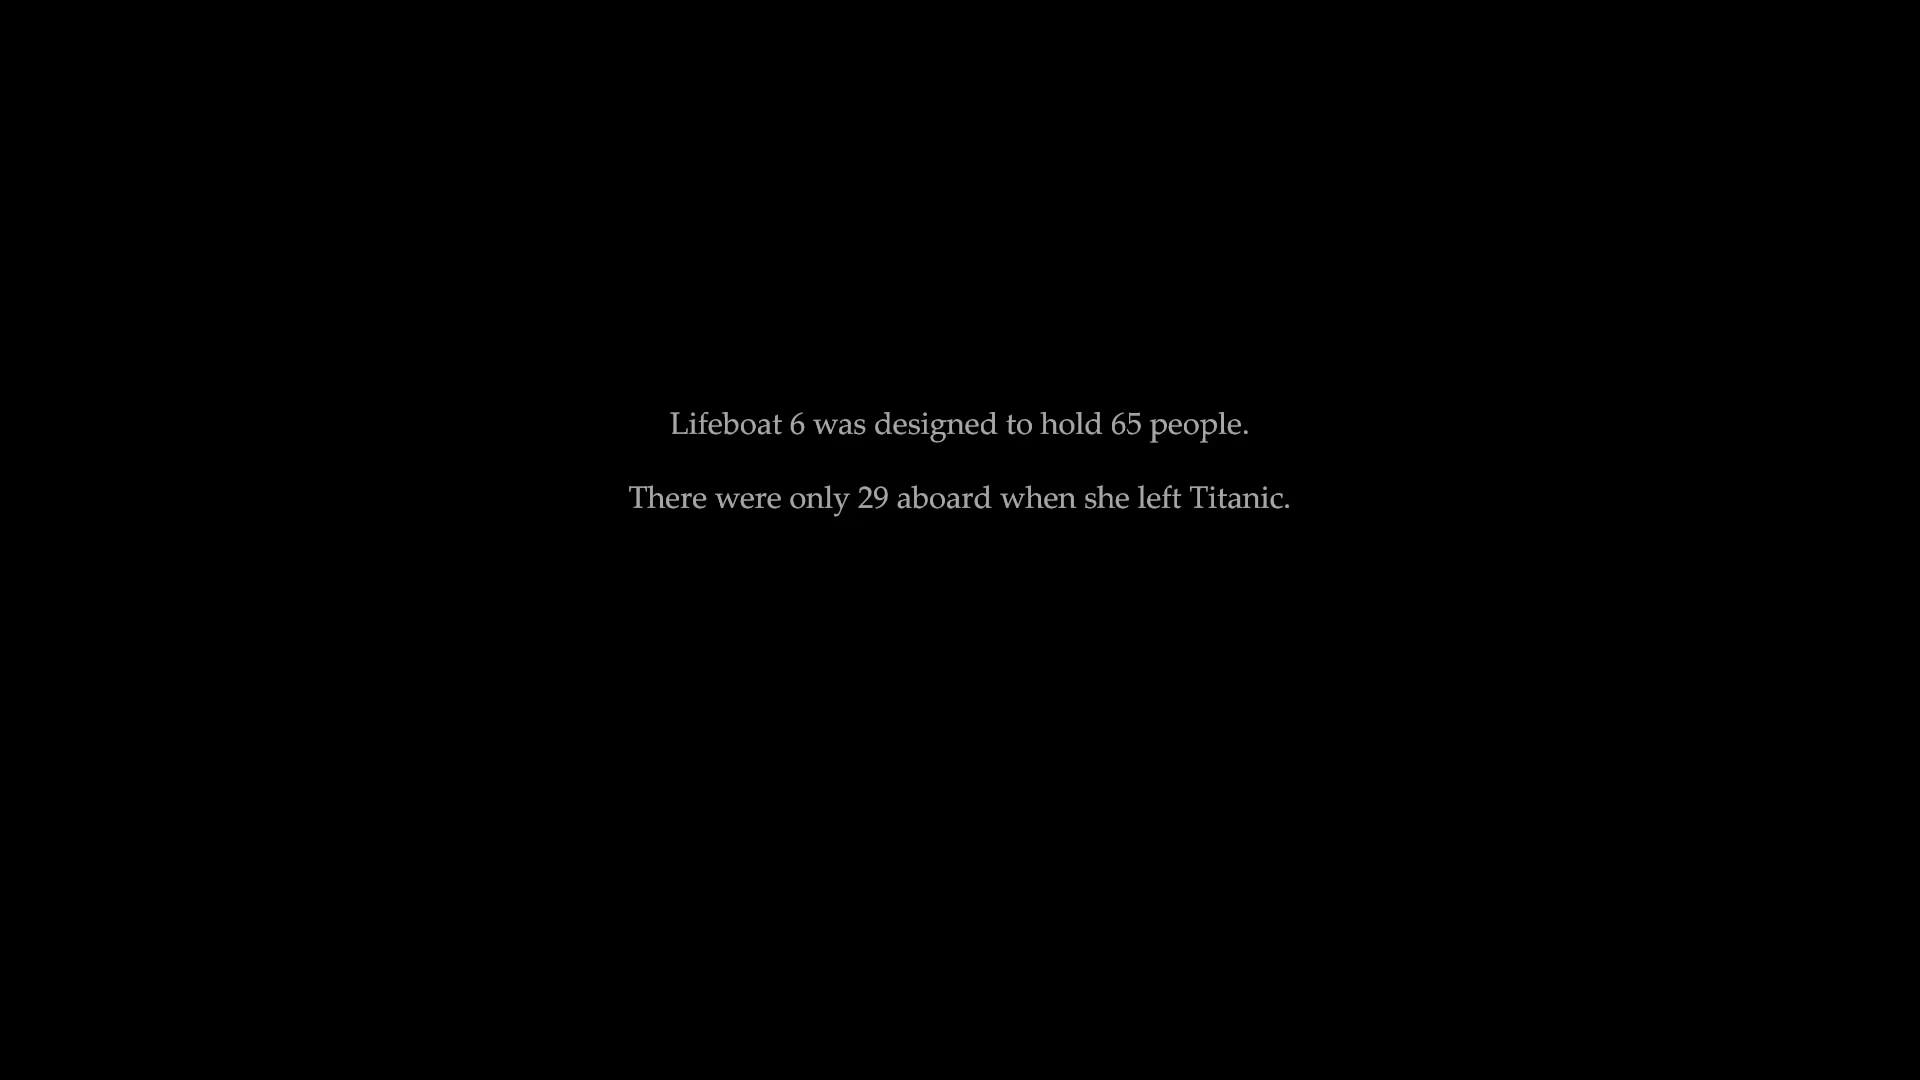 Lifeboat 6 was designed to hold 65 people.
There were only 29 aboard when she left Titanic.